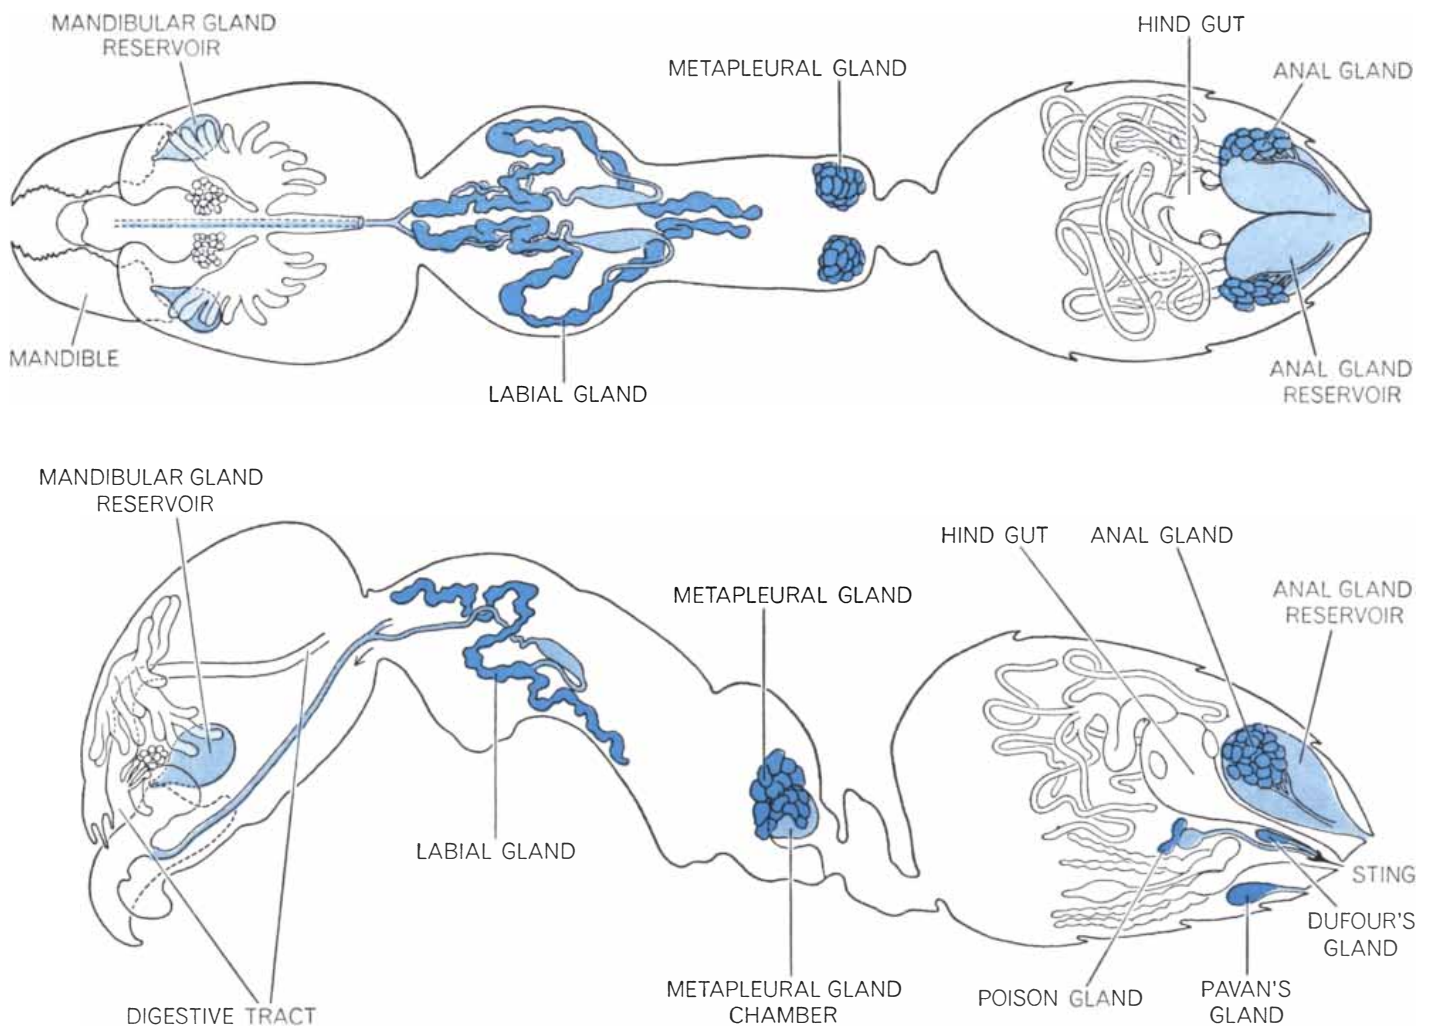 MANDIBULAR GLAND
RESERVOIR
HIND GUT
METAPLEURAL GLAND
ANAL GLAND
MANDIBLE
LABIAL GLAND
ANAL GLAND
RESERVOIR
MANDIBULAR GLAND
RESERVOIR
HIND GUT
ANAL GLAND
METAPLEURAL GLAND
ANAL GLAND
RESERVOIR
LABIAL GLAND
STING
DUFOUR'S
GLAND
DIGESTIVE TRACT
METAPLEURAL GLAND
CHAMBER
POISON GLAND
PAVAN'S
GLAND